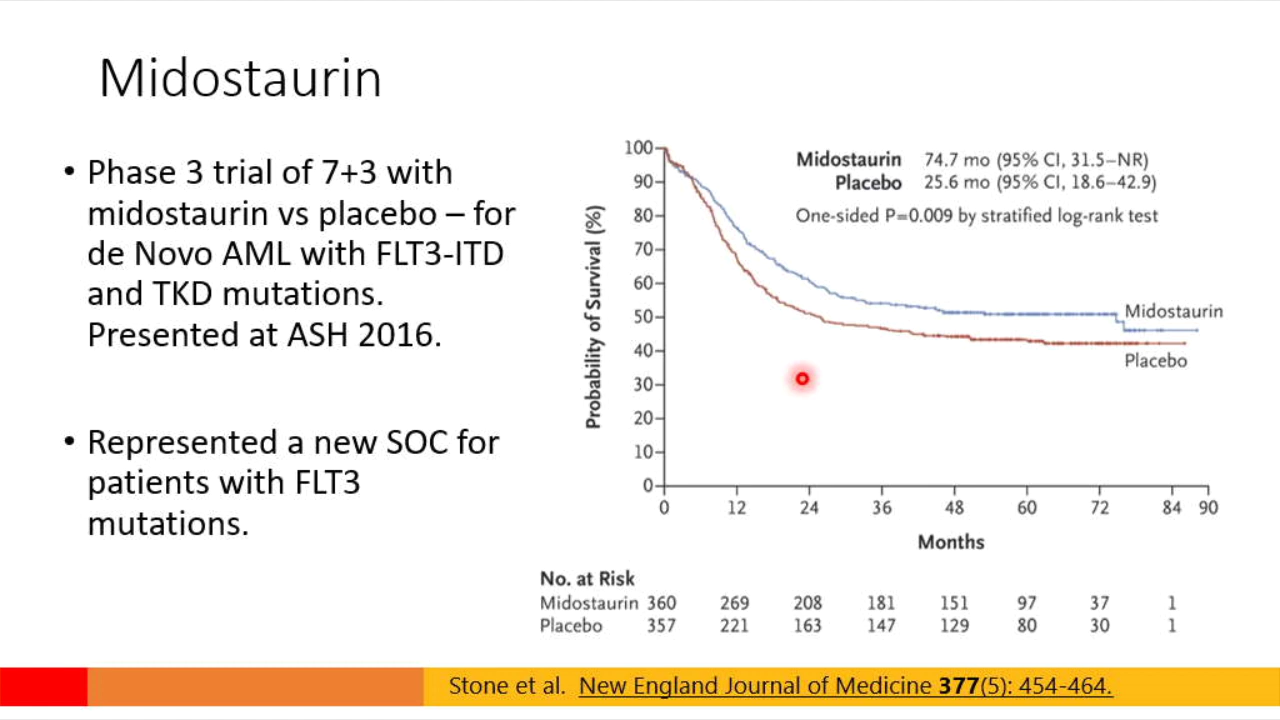 Midostaurin
• Phase 3 trial of 7+3 with
midostaurin vs placebo – for
de Novo AML with FLT3-ITD
and TKD mutations.
Presented at ASH 2016.
• Represented a new SOC for
patients with FLT3
mutations.
Midostaurin 74.7 mo (95% CI, 31.5–NR)
Placebo 25.6 mo (95% CI, 18.6–42.9)
One-sided P=0.009 by stratified log-rank test
Probability of Survival (%)
100
90
80
70
60
50
40
30
20
10
0
Midostaurin
Placebo
0 12 24 36 48 60 72 84 90
Months
No. at Risk
Midostaurin 360 269 208 181 151 97 37 1
Placebo 357 221 163 147 129 80 30 1
Stone et al. New England Journal of Medicine 377(5): 454-464.